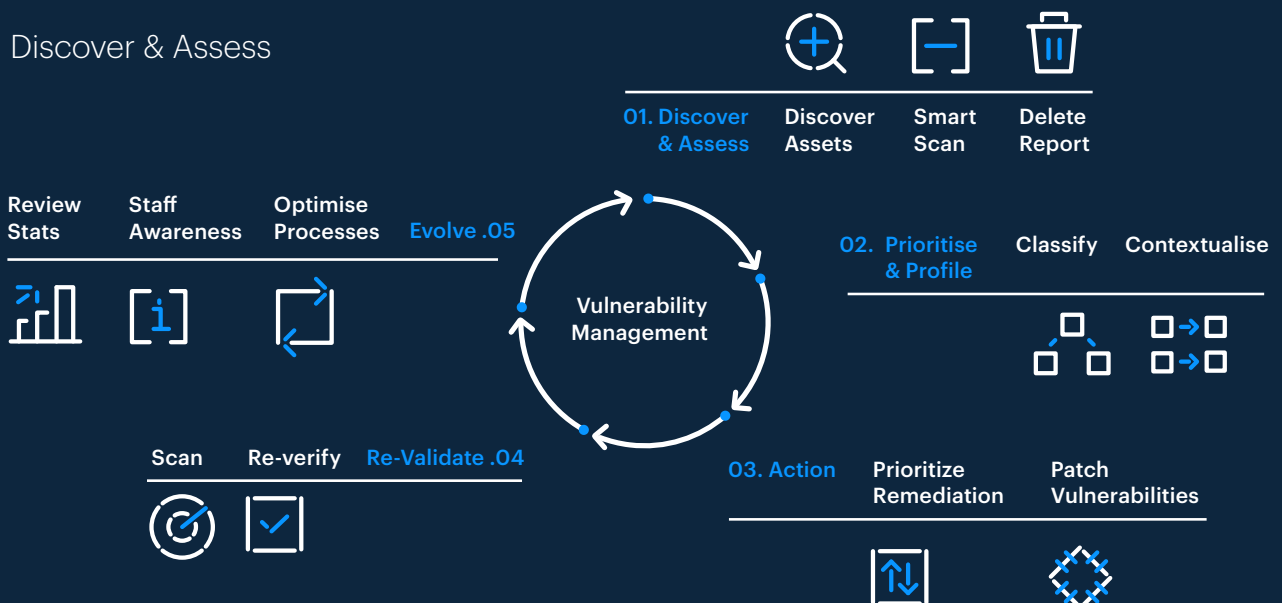 Discover & Assess
01. Discover
& Assess
Discover
Assets
Smart
Scan
Delete
Report
Review
Stats
Staff
Awareness
Optimise
Processes
Evolve .05
02. Prioritise
& Profile
Classify
Contextualise
Vulnerability
Management
Scan
Re-verify
Re-Validate .04
03. Action
Prioritize
Remediation
Patch
Vulnerabilities